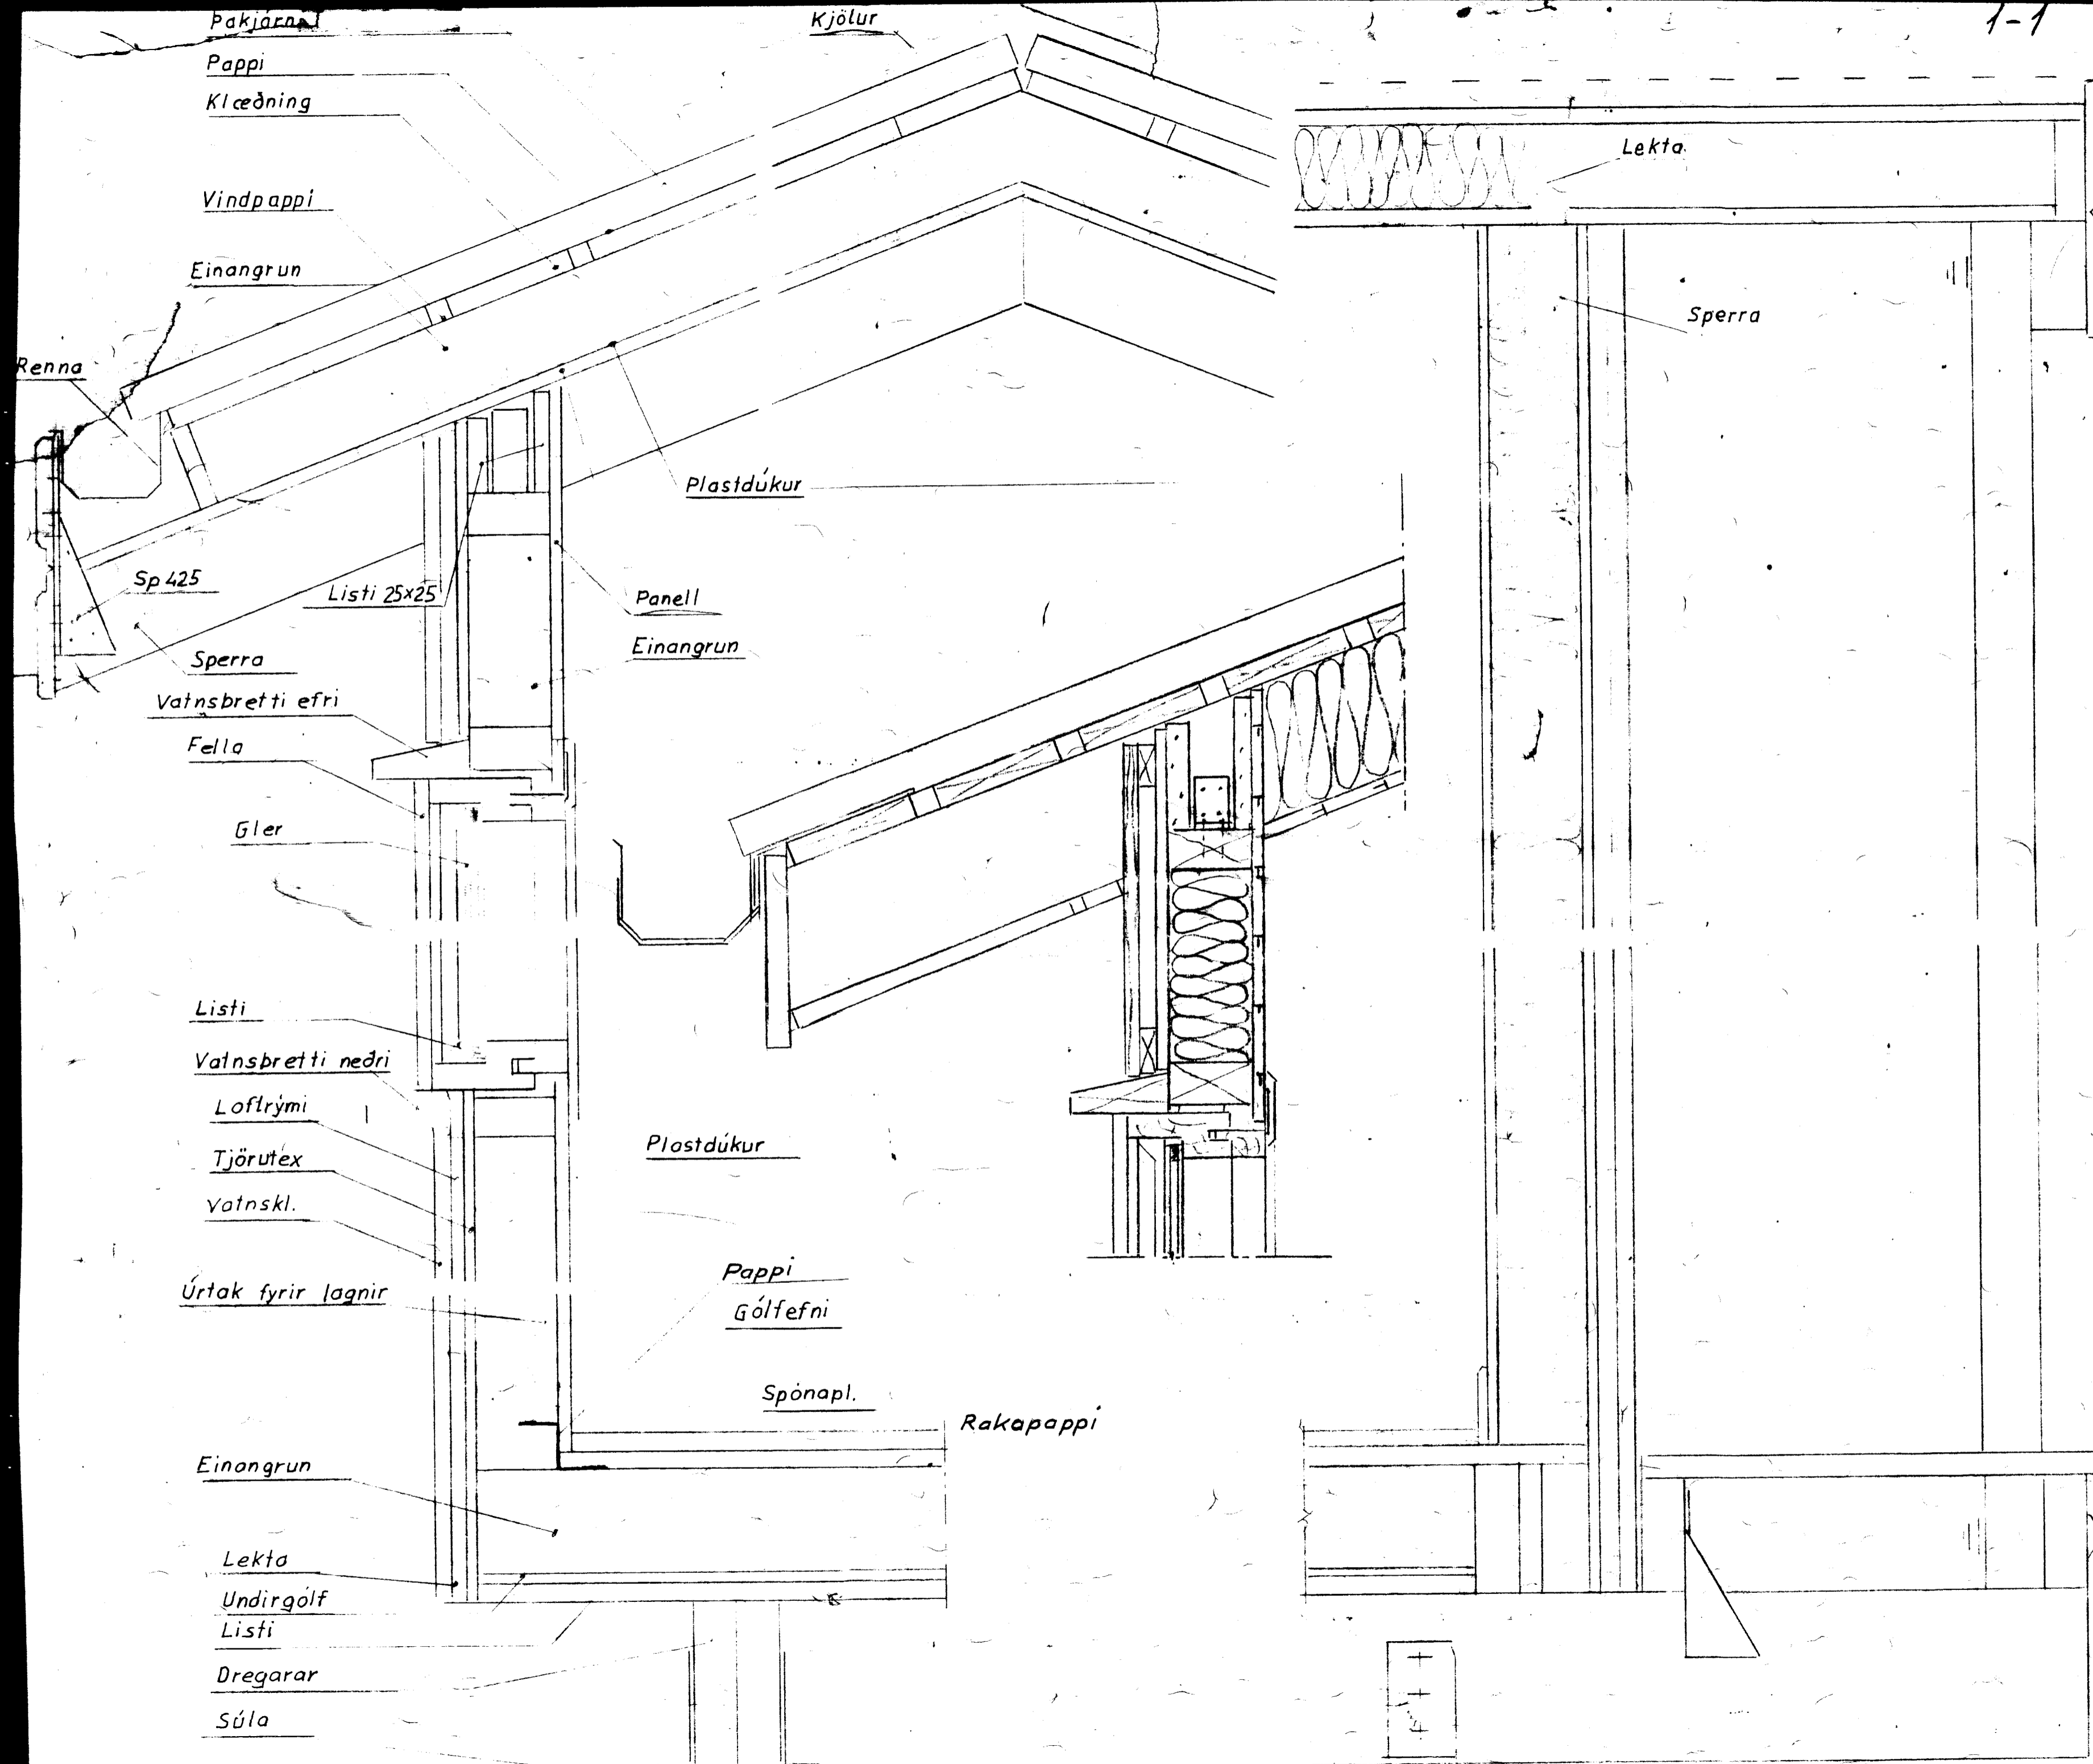 Þakjárn
Pappi
Klæðning
Vindpappi
Einangrun
Renna
Kjölur
1-1
Lekta
Sperra
Plastdúkur
Sp 425
Listi 25x25
Panell
Einangrun
Sperra
Vatnsbretti efri
Fella
Gler
Listi
Vatnsbretti neðri
Loftrými
Tjörutex
Vatnskl.
Úrtak fyrir lagnir
Plastdúkur
Pappi
Gólfefni
Spónapl.
Rakapappi
Einangrun
Lekta
Undirgólf
Listi
Dregarar
Súla